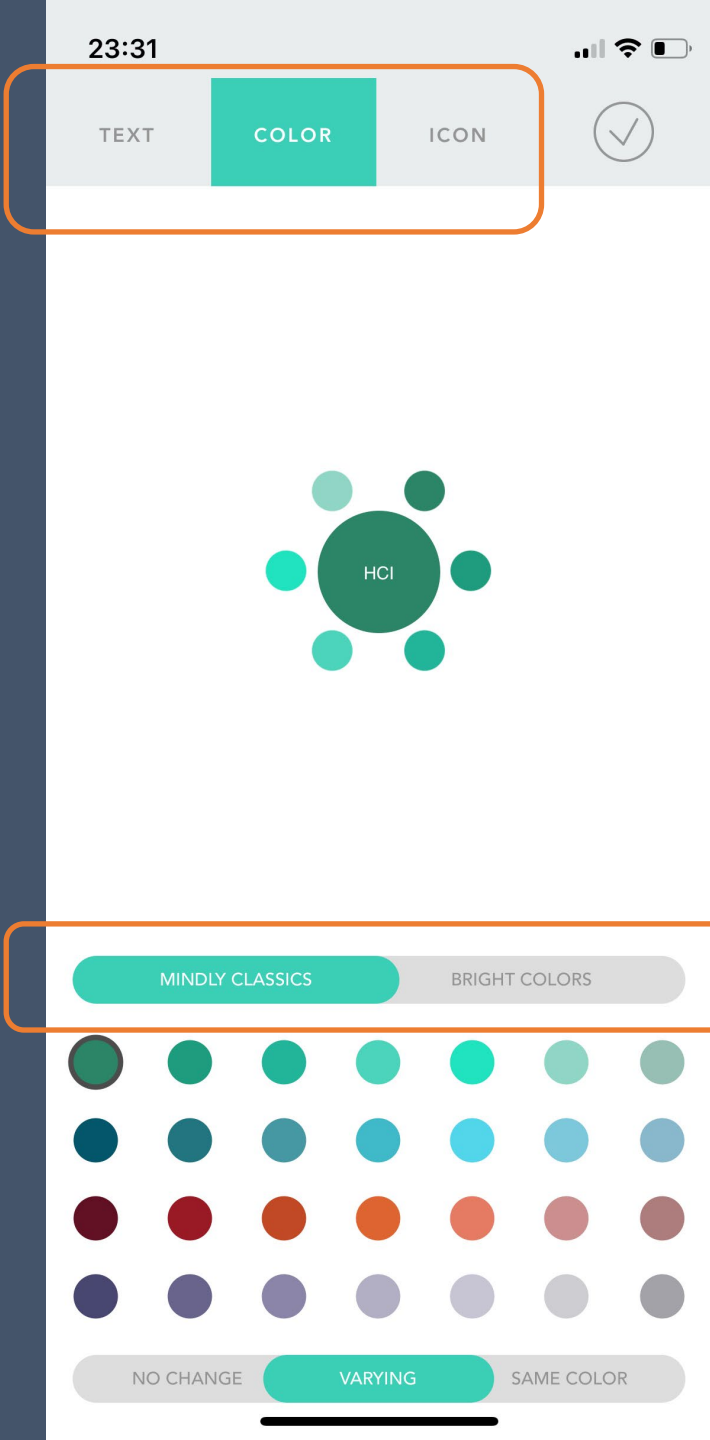 23:31
TEXT COLOR ICON
HCI
MINDLY CLASSICS BRIGHT COLORS
NO CHANGE VARYING SAME COLOR